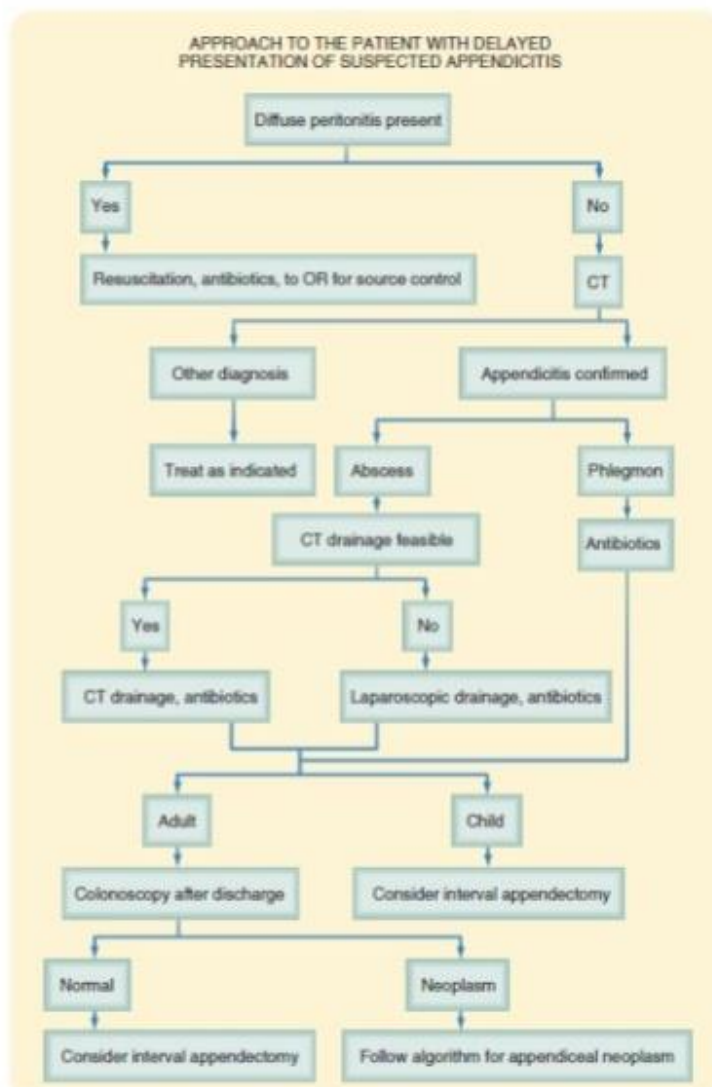 APPROACH TO THE PATIENT WITH DELAYED
PRESENTATION OF SUSPECTED APPENDICITIS
Diffuse peritonitis present
Yes
No
Resuscitation, antibiotics, to OR for source control
CT
Other diagnosis
Appendicitis confirmed
Treat as indicated
Abscess
Phlegmon
CT drainage feasible
Antibiotics
Yes
No
CT drainage, antibiotics
Laparoscopic drainage, antibiotics
Adult
Child
Colonoscopy after discharge
Consider interval appendectomy
Normal
Neoplasm
Consider interval appendectomy
Follow algorithm for appendiceal neoplasm